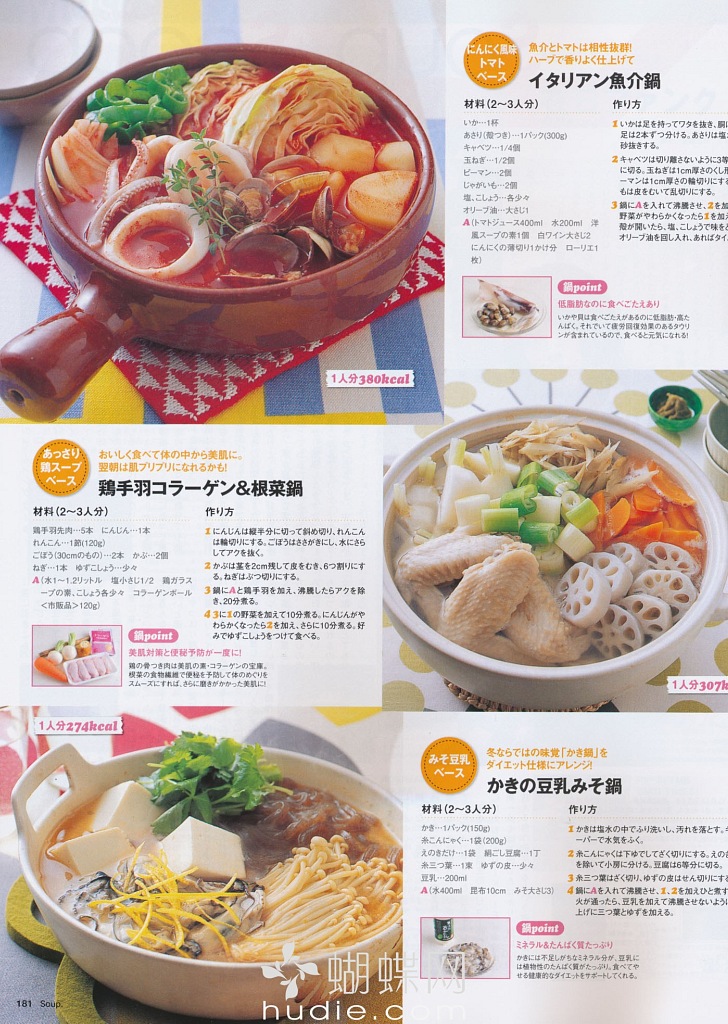 にんにく風味
トマト
ベース
魚介とトマトは相性抜群!
ハーブで香りよく仕上げて
イタリアン魚介鍋
材料(2〜3人分)
いか…1杯
あさり(殻つき)…1パック(300g)
キャベツ…1/4個
玉ねぎ…1/2個
ピーマン…2個
じゃがいも…2個
塩、こしょう…各少々
オリーブ油…大さじ1
A(トマトジュース400ml 水200ml 洋
風スープの素1個 白ワイン大さじ2
にんにくの薄切り1かけ分 ローリエ1
枚)
作り方
1 いかは足を持ってワタを抜き、胴
足は2本ずつ分ける。あさりは塩
砂抜きする。
2 キャベツは切り離さないように3等
に切る。玉ねぎは1cm厚さのくし形
ーマンは1cm厚さの輪切りにする
もは皮をむいて乱切りにする。
3 鍋にAを入れて沸騰させ、2を加
野菜がやわらかくなったら1を加
殻が開いたら、塩、こしょうで味を
オリーブ油を回し入れ、あればタイ
鍋point
低脂肪なのに食べごたえあり
いかや貝は食べごたえがあるのに低脂肪・高た
んぱく。それでいて疲労回復効果のあるタウリ
ンが含まれているので、食べると元気になれる!
1人分380kcal
あっさり
鶏スープ
ベース
おいしく食べて体の中から美肌に。
翌朝は肌プリプリになれるかも!
鶏手羽コラーゲン&根菜鍋
材料(2〜3人分)
鶏手羽先肉…5本 にんじん…1本
れんこん…1節(120g)
ごぼう(30cmのもの)…2本 かぶ…2個
ねぎ…1本 ゆずこしょう…少々
A(水1〜1.2リットル 塩小さじ1/2 鶏ガラス
ープの素、こしょう各少々 コラーゲンボール
<市販品>120g)
作り方
1 にんじんは縦半分に切って斜め切り、れんこん
は輪切りにする。ごぼうはささがきにし、水にさら
してアクを抜く。
2 かぶは茎を2cm残して皮をむき、6つ割りにす
る。ねぎはぶつ切りにする。
3 鍋にAと鶏手羽を加え、沸騰したらアクを除
き、20分煮る。
4 3に1の野菜を加えて10分煮る。にんじんがや
わらかくなったら2を加え、さらに10分煮る。好
みでゆずこしょうをつけて食べる。
鍋point
美肌対策と便秘予防が一度に!
鶏の骨つき肉は美肌の素・コラーゲンの宝庫。
根菜の食物繊維で便秘を予防して体のめぐりを
スムーズにすれば、さらに磨きがかかった美肌に!
1人分307k
1人分274kcal
みそ豆乳
ベース
冬ならではの味覚「かき鍋」を
ダイエット仕様にアレンジ!
かきの豆乳みそ鍋
材料(2〜3人分)
かき…1パック(150g)
糸こんにゃく…1袋(200g)
えのきだけ…1袋 絹ごし豆腐…1丁
糸三つ葉…1束 ゆずの皮…少々
豆乳…200ml
A(水400ml 昆布10cm みそ大さじ3)
作り方
1 かきは塩水の中でふり洗いし、汚れを落とす。
ーパーで水気をふく。
2 糸こんにゃくは下ゆでしてざく切りにする。えの
を除いて小房に分ける。豆腐は6等分に切る。
3 糸三つ葉はざく切り、ゆずの皮はせん切りにする
4 鍋にAを入れて沸騰させ、1、2を加えひと煮す
火が通ったら、豆乳を加えて沸騰させないよう
上げに三つ葉とゆずを加える。
鍋point
ミネラル&たんぱく質たっぷり
かきには不足しがちなミネラル分が、豆乳に
は植物性のたんぱく質がたっぷり。食べてや
せる健康的なダイエットをサポートしてくれる。
181 Soup.
蝴蝶网
hudie.com